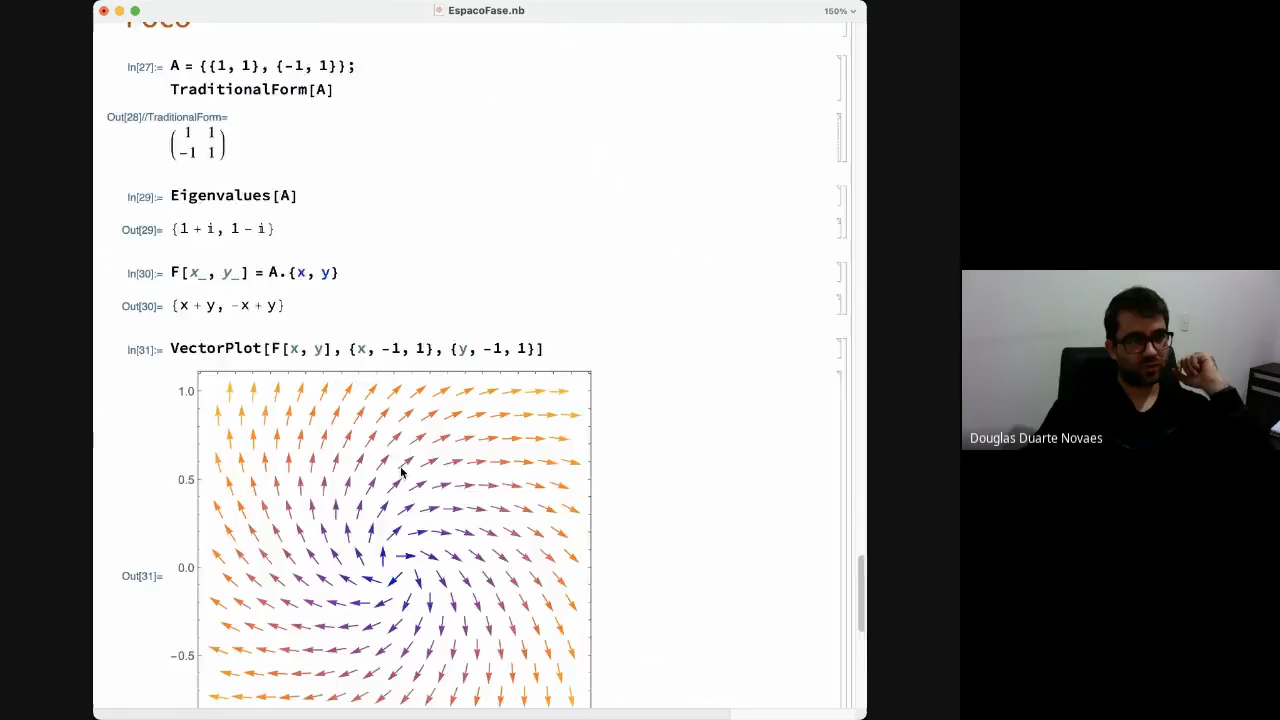 EspacoFase.nb
150%
Foco
In[27]:= A = {{1, 1}, {-1, 1}};
TraditionalForm[A]
Out[28]//TraditionalForm=
1 1
-1 1
In[29]:= Eigenvalues[A]
Out[29]= {1 + i, 1 - i}
In[30]:= F[x_, y_] = A.{x, y}
Out[30]= {x + y, -x + y}
In[31]:= VectorPlot[F[x, y], {x, -1, 1}, {y, -1, 1}]
1.0
0.5
0.0
Out[31]=
-0.5
Douglas Duarte Novaes